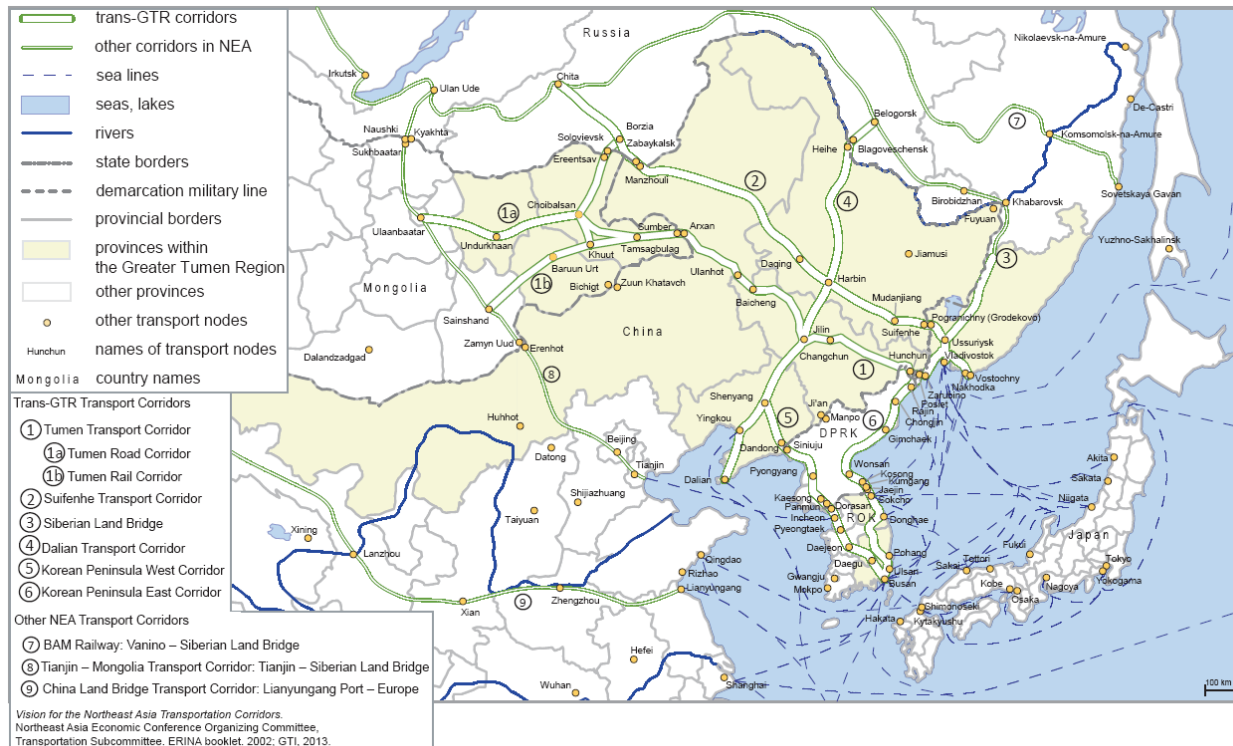 trans-GTR corridors
other corridors in NEA
sea lines
seas, lakes
rivers
state borders
demarcation military line
provincial borders
provinces within
the Greater Tumen Region
other provinces
other transport nodes
Hunchun names of transport nodes
Mongolia country names
Trans-GTR Transport Corridors
1 Tumen Transport Corridor
1a Tumen Road Corridor
1b Tumen Rail Corridor
2 Suifenhe Transport Corridor
3 Siberian Land Bridge
4 Dalian Transport Corridor
5 Korean Peninsula West Corridor
6 Korean Peninsula East Corridor
Other NEA Transport Corridors
7 BAM Railway: Vanino – Siberian Land Bridge
8 Tianjin – Mongolia Transport Corridor: Tianjin – Siberian Land Bridge
9 China Land Bridge Transport Corridor: Lianyungang Port – Europe
Vision for the Northeast Asia Transportation Corridors.
Northeast Asia Economic Conference Organizing Committee,
Transportation Subcommittee. ERINA booklet. 2002; GTI, 2013.
Russia
Nikolaevsk-na-Amure
Irkutsk
Chita
Ulan Ude
De-Castri
Belogorsk
7
Borzia
Komsomolsk-na-Amure
Naushki
Kyakhta
Solovievsk
Zabaykalsk
Sukhbaatar
Ereentsav
Heihe
Blagoveschensk
Manzhouli
2
Sovetskaya Gavan
Birobidzhan
Khabarovsk
4
Choibalsan
1a
Fuyuan
Ulaanbaatar
Sumber
Arxan
Yuzhno-Sakhalinsk
Undurkhaan
Khuut
Tamsagbulag
3
Jiamusi
Baruun Urt
Daqing
Ulanhot
1b
Bichigt
Zuun Khatavch
Harbin
Mongolia
Baicheng
Mudanjiang
Sainshand
China
Pogranichny (Grodekovo)
Jilin
Suifenhe
Zamyn Uud
Erenhot
Ussuriysk
Dalandzadgad
Changchun
Hunchun
Vladivostok
1
8
Vostochny
Nakhodka
Zarubino
Posiet
Shenyang
Rajin
Ji'an
Manpo
Chongjin
Yingkou
5
6
Huhhot
DPRK
Gimchaek
Beijing
Dandong
Siniuju
Datong
Akita
Tianjin
Pyongyang
Wonsan
Dalian
Kosong
Kumgang
Sakata
Jaejin
Shijiazhuang
Kaesong
Sokcho
Niigata
Panmun
Dorasan
Taiyuan
Incheon
ROK
Songhae
Xining
Pyeongtaek
Japan
Lanzhou
Daejeon
Pohang
Fukui
Qingdao
Daegu
Tottori
Tokyo
Sakai
Rizhao
Gwangju
Ulsan
Kobe
Yokogama
Busan
Nagoya
Lianyungang
Mokpo
Osaka
9
Xian
Zhengzhou
Shimonoseki
Hakata
Kytakyushu
Hefei
Shanghai
Wuhan
100 km